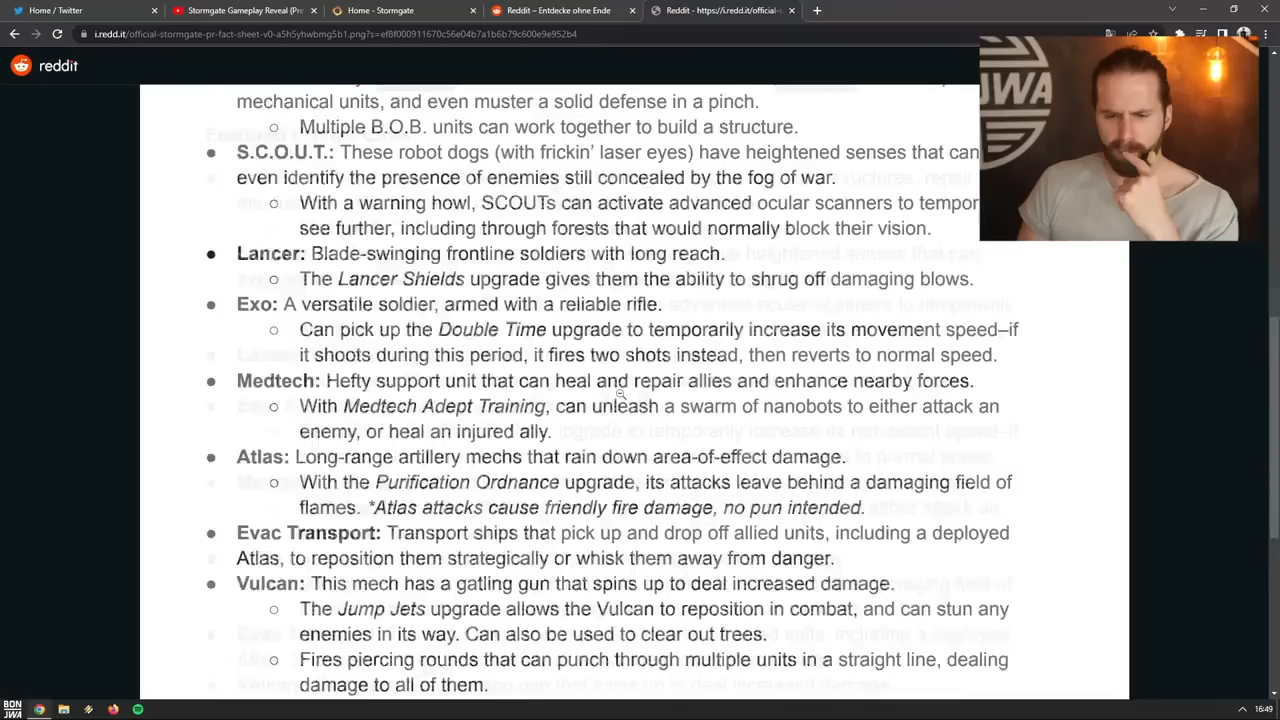 Home / Twitter
Stormgate Gameplay Reveal (Pre
Home - Stormgate
Reddit – Entdecke ohne Ende
Reddit - https://i.redd.it/official-s
i.redd.it/official-stormgate-pr-fact-sheet-v0-a5h5yhwbmg5b1.png?s=ef8f000911670c56e04b7a1b6b79c600e9e952b4
reddit
mechanical units, and even muster a solid defense in a pinch.
Multiple B.O.B. units can work together to build a structure.
S.C.O.U.T.: These robot dogs (with frickin’ laser eyes) have heightened senses that can
even identify the presence of enemies still concealed by the fog of war.
With a warning howl, SCOUTs can activate advanced ocular scanners to tempor
see further, including through forests that would normally block their vision.
Lancer: Blade-swinging frontline soldiers with long reach.
The Lancer Shields upgrade gives them the ability to shrug off damaging blows.
Exo: A versatile soldier, armed with a reliable rifle.
Can pick up the Double Time upgrade to temporarily increase its movement speed–if
it shoots during this period, it fires two shots instead, then reverts to normal speed.
Medtech: Hefty support unit that can heal and repair allies and enhance nearby forces.
With Medtech Adept Training, can unleash a swarm of nanobots to either attack an
enemy, or heal an injured ally.
Atlas: Long-range artillery mechs that rain down area-of-effect damage.
With the Purification Ordnance upgrade, its attacks leave behind a damaging field of
flames. *Atlas attacks cause friendly fire damage, no pun intended.
Evac Transport: Transport ships that pick up and drop off allied units, including a deployed
Atlas, to reposition them strategically or whisk them away from danger.
Vulcan: This mech has a gatling gun that spins up to deal increased damage.
The Jump Jets upgrade allows the Vulcan to reposition in combat, and can stun any
enemies in its way. Can also be used to clear out trees.
Fires piercing rounds that can punch through multiple units in a straight line, dealing
damage to all of them.
JWA
BON
JWA
16:49